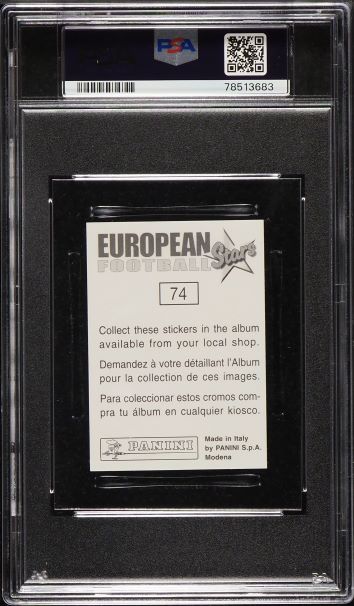 PSA
78513683
EUROPEAN
FOOTBALL Stars
74
Collect these stickers in the album
available from your local shop.
Demandez à votre détaillant l'Album
pour la collection de ces images.
Para coleccionar estos cromos com-
pra tu álbum en cualquier kiosco.
PANINI
Made in Italy
by PANINI S.p.A.
Modena